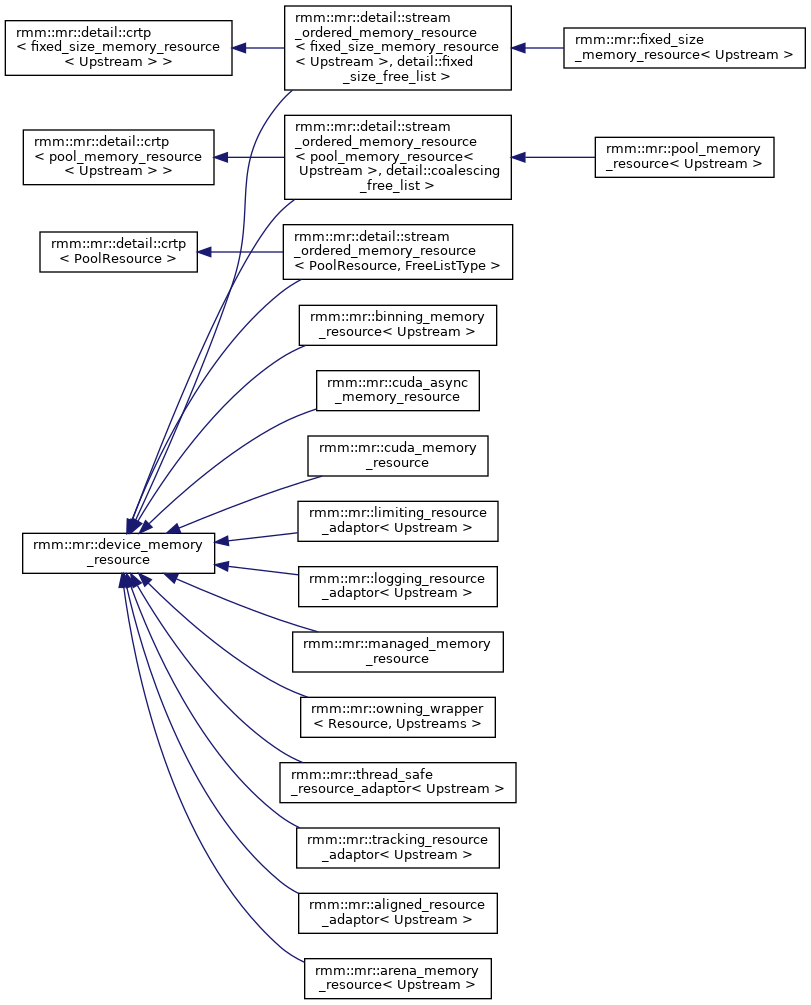 rmm::mr::detail::crtp
< fixed_size_memory_resource
< Upstream > >
rmm::mr::detail::stream
_ordered_memory_resource
< fixed_size_memory_resource
< Upstream >, detail::fixed
_size_free_list >
rmm::mr::fixed_size
_memory_resource< Upstream >
rmm::mr::detail::crtp
< pool_memory_resource
< Upstream > >
rmm::mr::detail::stream
_ordered_memory_resource
< pool_memory_resource<
Upstream >, detail::coalescing
_free_list >
rmm::mr::pool_memory
_resource< Upstream >
rmm::mr::detail::crtp
< PoolResource >
rmm::mr::detail::stream
_ordered_memory_resource
< PoolResource, FreeListType >
rmm::mr::binning_memory
_resource< Upstream >
rmm::mr::cuda_async
_memory_resource
rmm::mr::cuda_memory
_resource
rmm::mr::limiting_resource
_adaptor< Upstream >
rmm::mr::device_memory
_resource
rmm::mr::logging_resource
_adaptor< Upstream >
rmm::mr::managed_memory
_resource
rmm::mr::owning_wrapper
< Resource, Upstreams >
rmm::mr::thread_safe
_resource_adaptor< Upstream >
rmm::mr::tracking_resource
_adaptor< Upstream >
rmm::mr::aligned_resource
_adaptor< Upstream >
rmm::mr::arena_memory
_resource< Upstream >